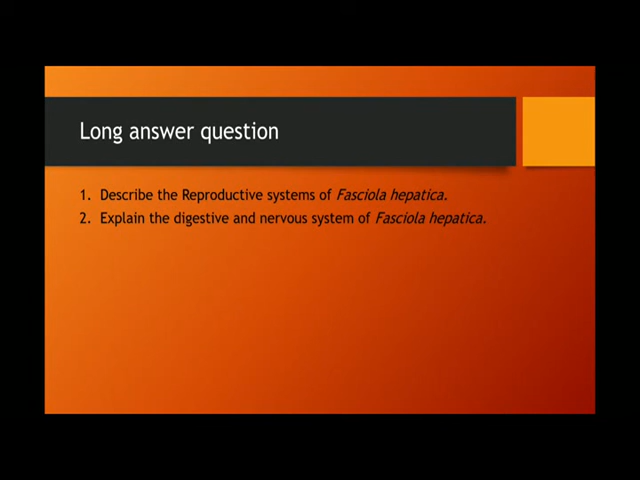 Long answer question
1. Describe the Reproductive systems of Fasciola hepatica.
2. Explain the digestive and nervous system of Fasciola hepatica.